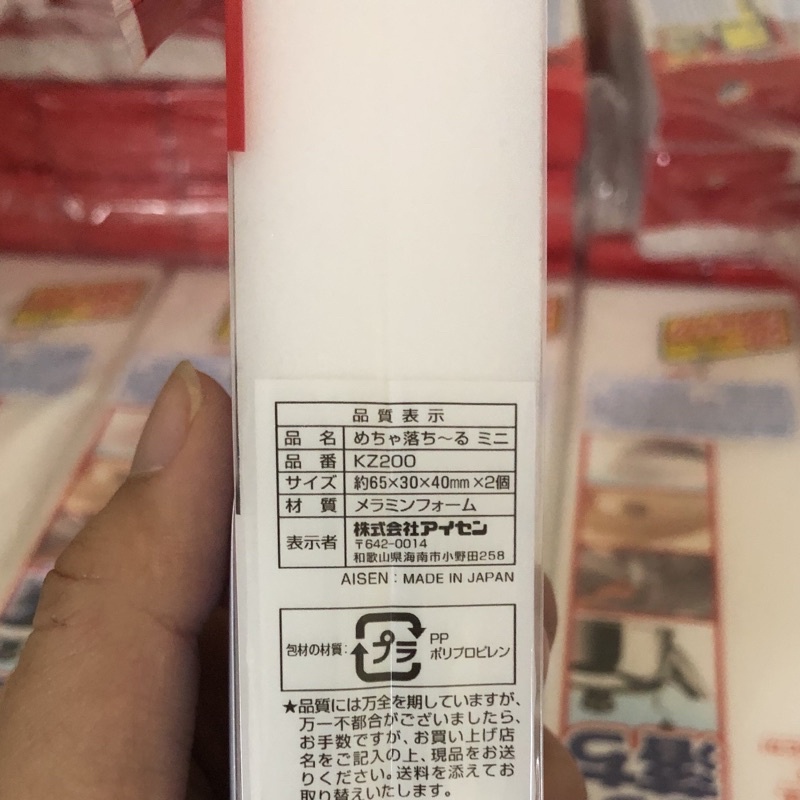 品質表示
品名 めちゃ落ち〜る ミニ
品番 KZ200
サイズ 約65×30×40mm×2個
材質 メラミンフォーム
表示者 株式会社アイセン
〒642-0014
和歌山県海南市小野田258
AISEN：MADE IN JAPAN
包材の材質： プラ PP
ポリプロピレン
★品質には万全を期していますが、
万一不都合がございましたら、
お手数ですが、お買い上げ店
名をご記入の上、現品をお送
りください。送料を添えてお
取り替えいたします。
落ち